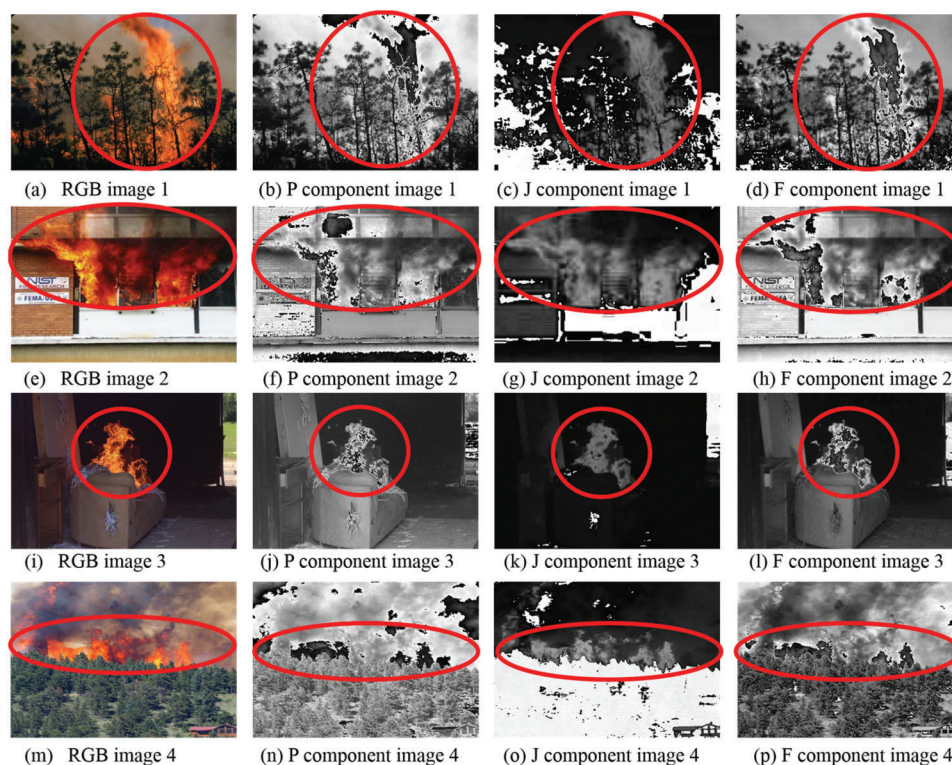 (a) RGB image 1
(b) P component image 1
(c) J component image 1
(d) F component image 1
NIST
FEMA/USFA
(e) RGB image 2
(f) P component image 2
(g) J component image 2
(h) F component image 2
(i) RGB image 3
(j) P component image 3
(k) J component image 3
(l) F component image 3
(m) RGB image 4
(n) P component image 4
(o) J component image 4
(p) F component image 4